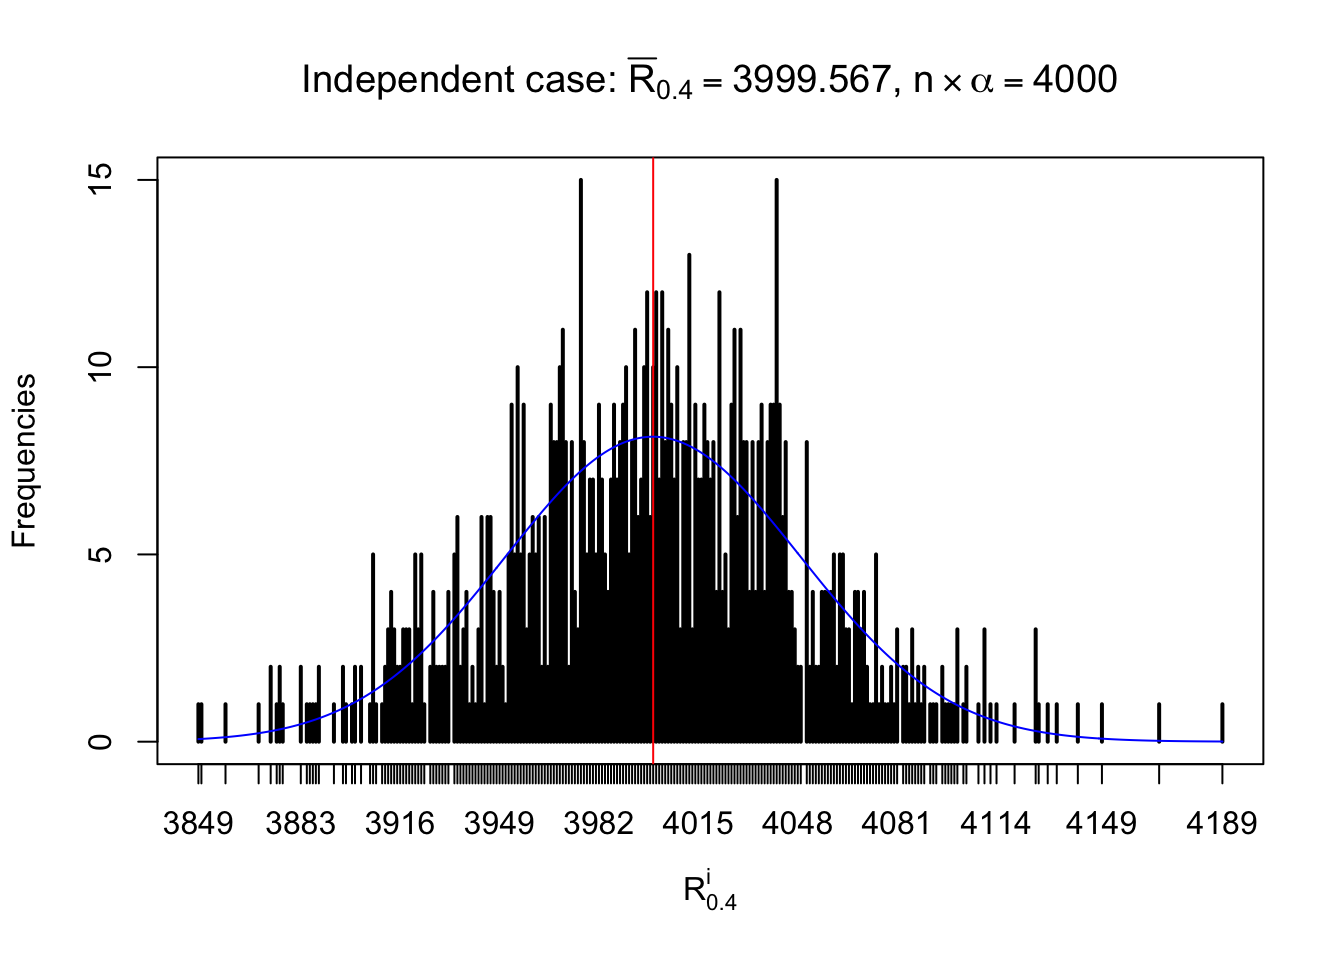 Independent case: R̅₀.₄ = 3999.567, n × α = 4000
15
10
5
0
Frequencies
3849 3883 3916 3949 3982 4015 4048 4081 4114 4149 4189
Rⁱ₀.₄